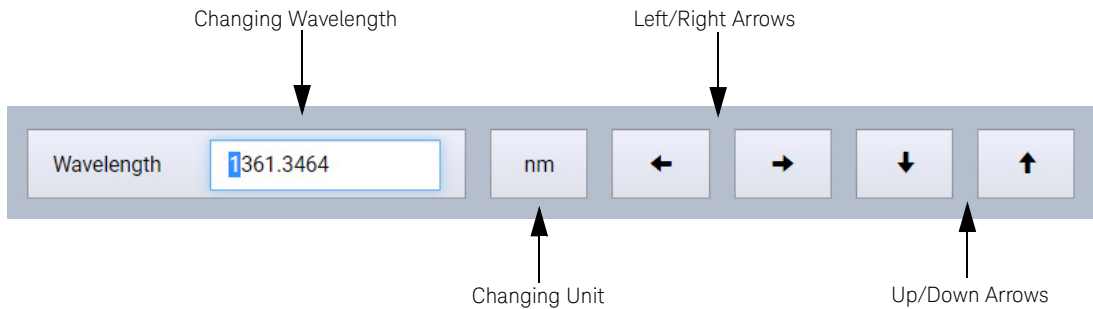 Changing Wavelength
Left/Right Arrows
Wavelength
1361.3464
nm
Changing Unit
Up/Down Arrows